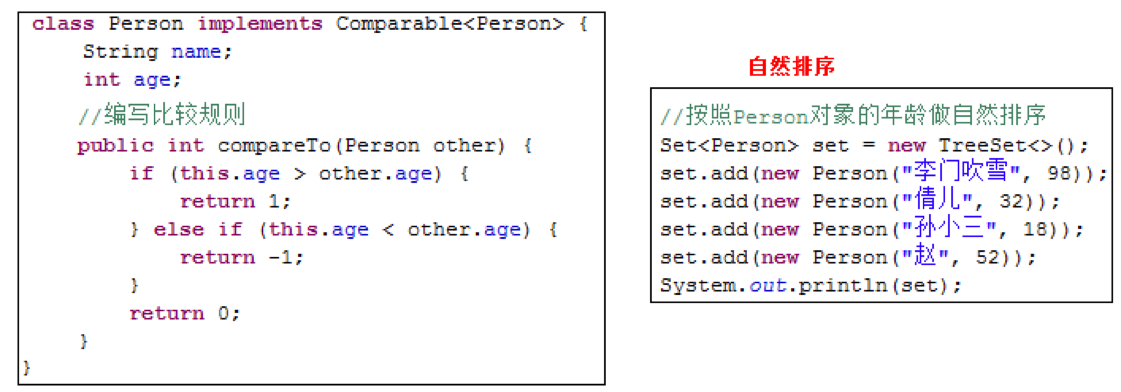 class Person implements Comparable<Person> {
String name;
int age;
//编写比较规则
public int compareTo(Person other) {
if (this.age > other.age) {
return 1;
} else if (this.age < other.age) {
return -1;
}
return 0;
}
}
自然排序
//按照Person对象的年龄做自然排序
Set<Person> set = new TreeSet<>();
set.add(new Person("李门吹雪", 98));
set.add(new Person("倩儿", 32));
set.add(new Person("孙小三", 18));
set.add(new Person("赵", 52));
System.out.println(set);